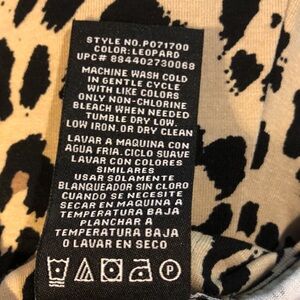 STYLE NO.P071700
COLOR: LEOPARD
UPC# 884402730068
MACHINE WASH COLD
IN GENTLE CYCLE
WITH LIKE COLORS
ONLY NON-CHLORINE
BLEACH WHEN NEEDED
TUMBLE DRY LOW.
LOW IRON. OR DRY CLEAN
LAVAR A MAQUINA CON
AGUA FRIA. CICLO SUAVE
LAVAR CON COLORES
SIMILARES
USAR SOLAMENTE
BLANQUEADOR SIN CLORO
CUANDO SE NECESITE
SECAR EN MAQUINA A
TEMPERATURA BAJA
PLANCHAR A
TEMPERATURA BAJA
O LAVAR EN SECO
P